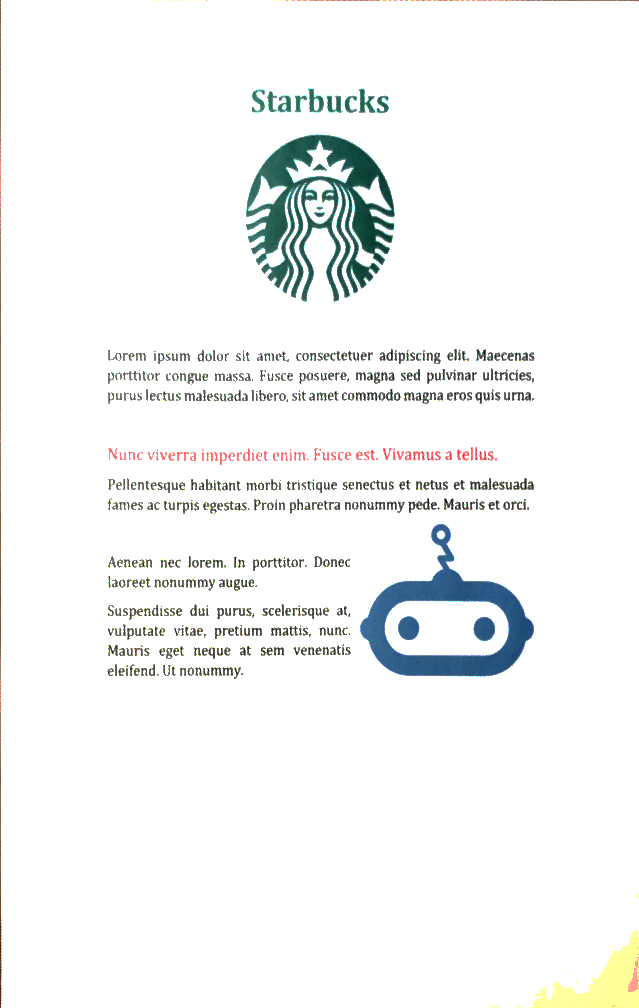 Starbucks
Lorem ipsum dolor sit amet, consectetuer adipiscing elit. Maecenas
porttitor congue massa. Fusce posuere, magna sed pulvinar ultricies,
purus lectus malesuada libero, sit amet commodo magna eros quis urna.
Nunc viverra imperdiet enim. Fusce est. Vivamus a tellus.
Pellentesque habitant morbi tristique senectus et netus et malesuada
fames ac turpis egestas. Proin pharetra nonummy pede. Mauris et orci.
Aenean nec lorem. In porttitor. Donec
laoreet nonummy augue.
Suspendisse dui purus, scelerisque at,
vulputate vitae, pretium mattis, nunc.
Mauris eget neque at sem venenatis
eleifend. Ut nonummy.